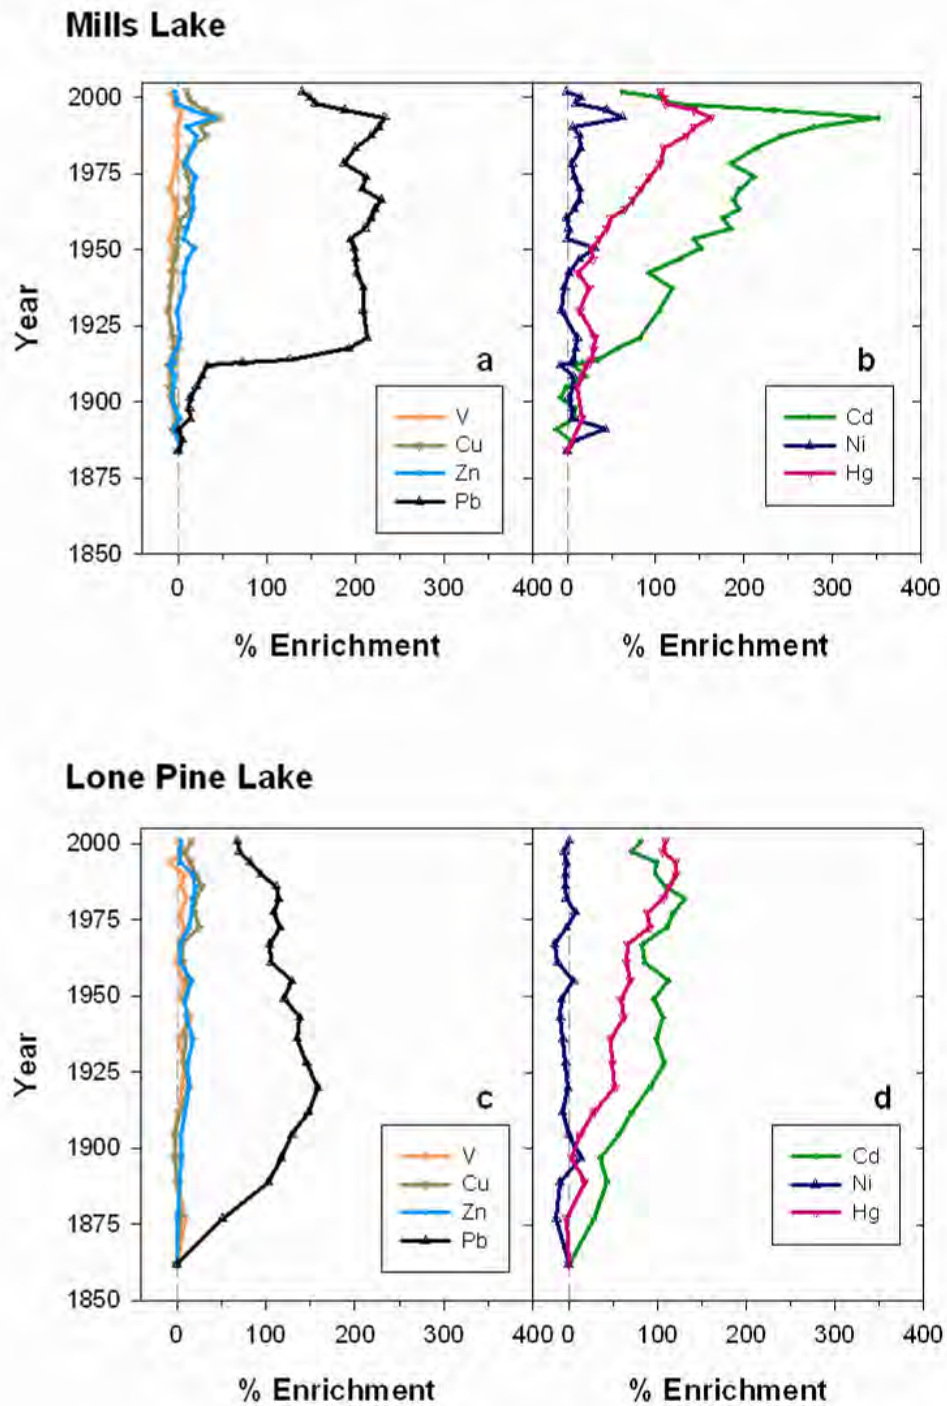 Mills Lake
Year
2000
1975
1950
1925
1900
1875
1850
a
V
Cu
Zn
Pb
b
Cd
Ni
Hg
0 100 200 300 400 0 100 200 300 400
% Enrichment % Enrichment
Lone Pine Lake
Year
2000
1975
1950
1925
1900
1875
1850
c
V
Cu
Zn
Pb
d
Cd
Ni
Hg
0 100 200 300 400 0 100 200 300 400
% Enrichment % Enrichment